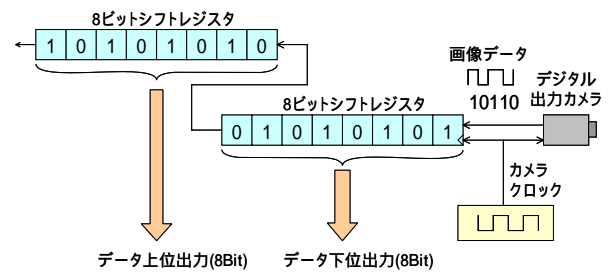 8ビットシフトレジスタ
1 0 1 0 1 0 1 0
画像データ
10110
デジタル
出力カメラ
8ビットシフトレジスタ
0 1 0 1 0 1 0 1
カメラ
クロック
データ上位出力(8Bit)
データ下位出力(8Bit)